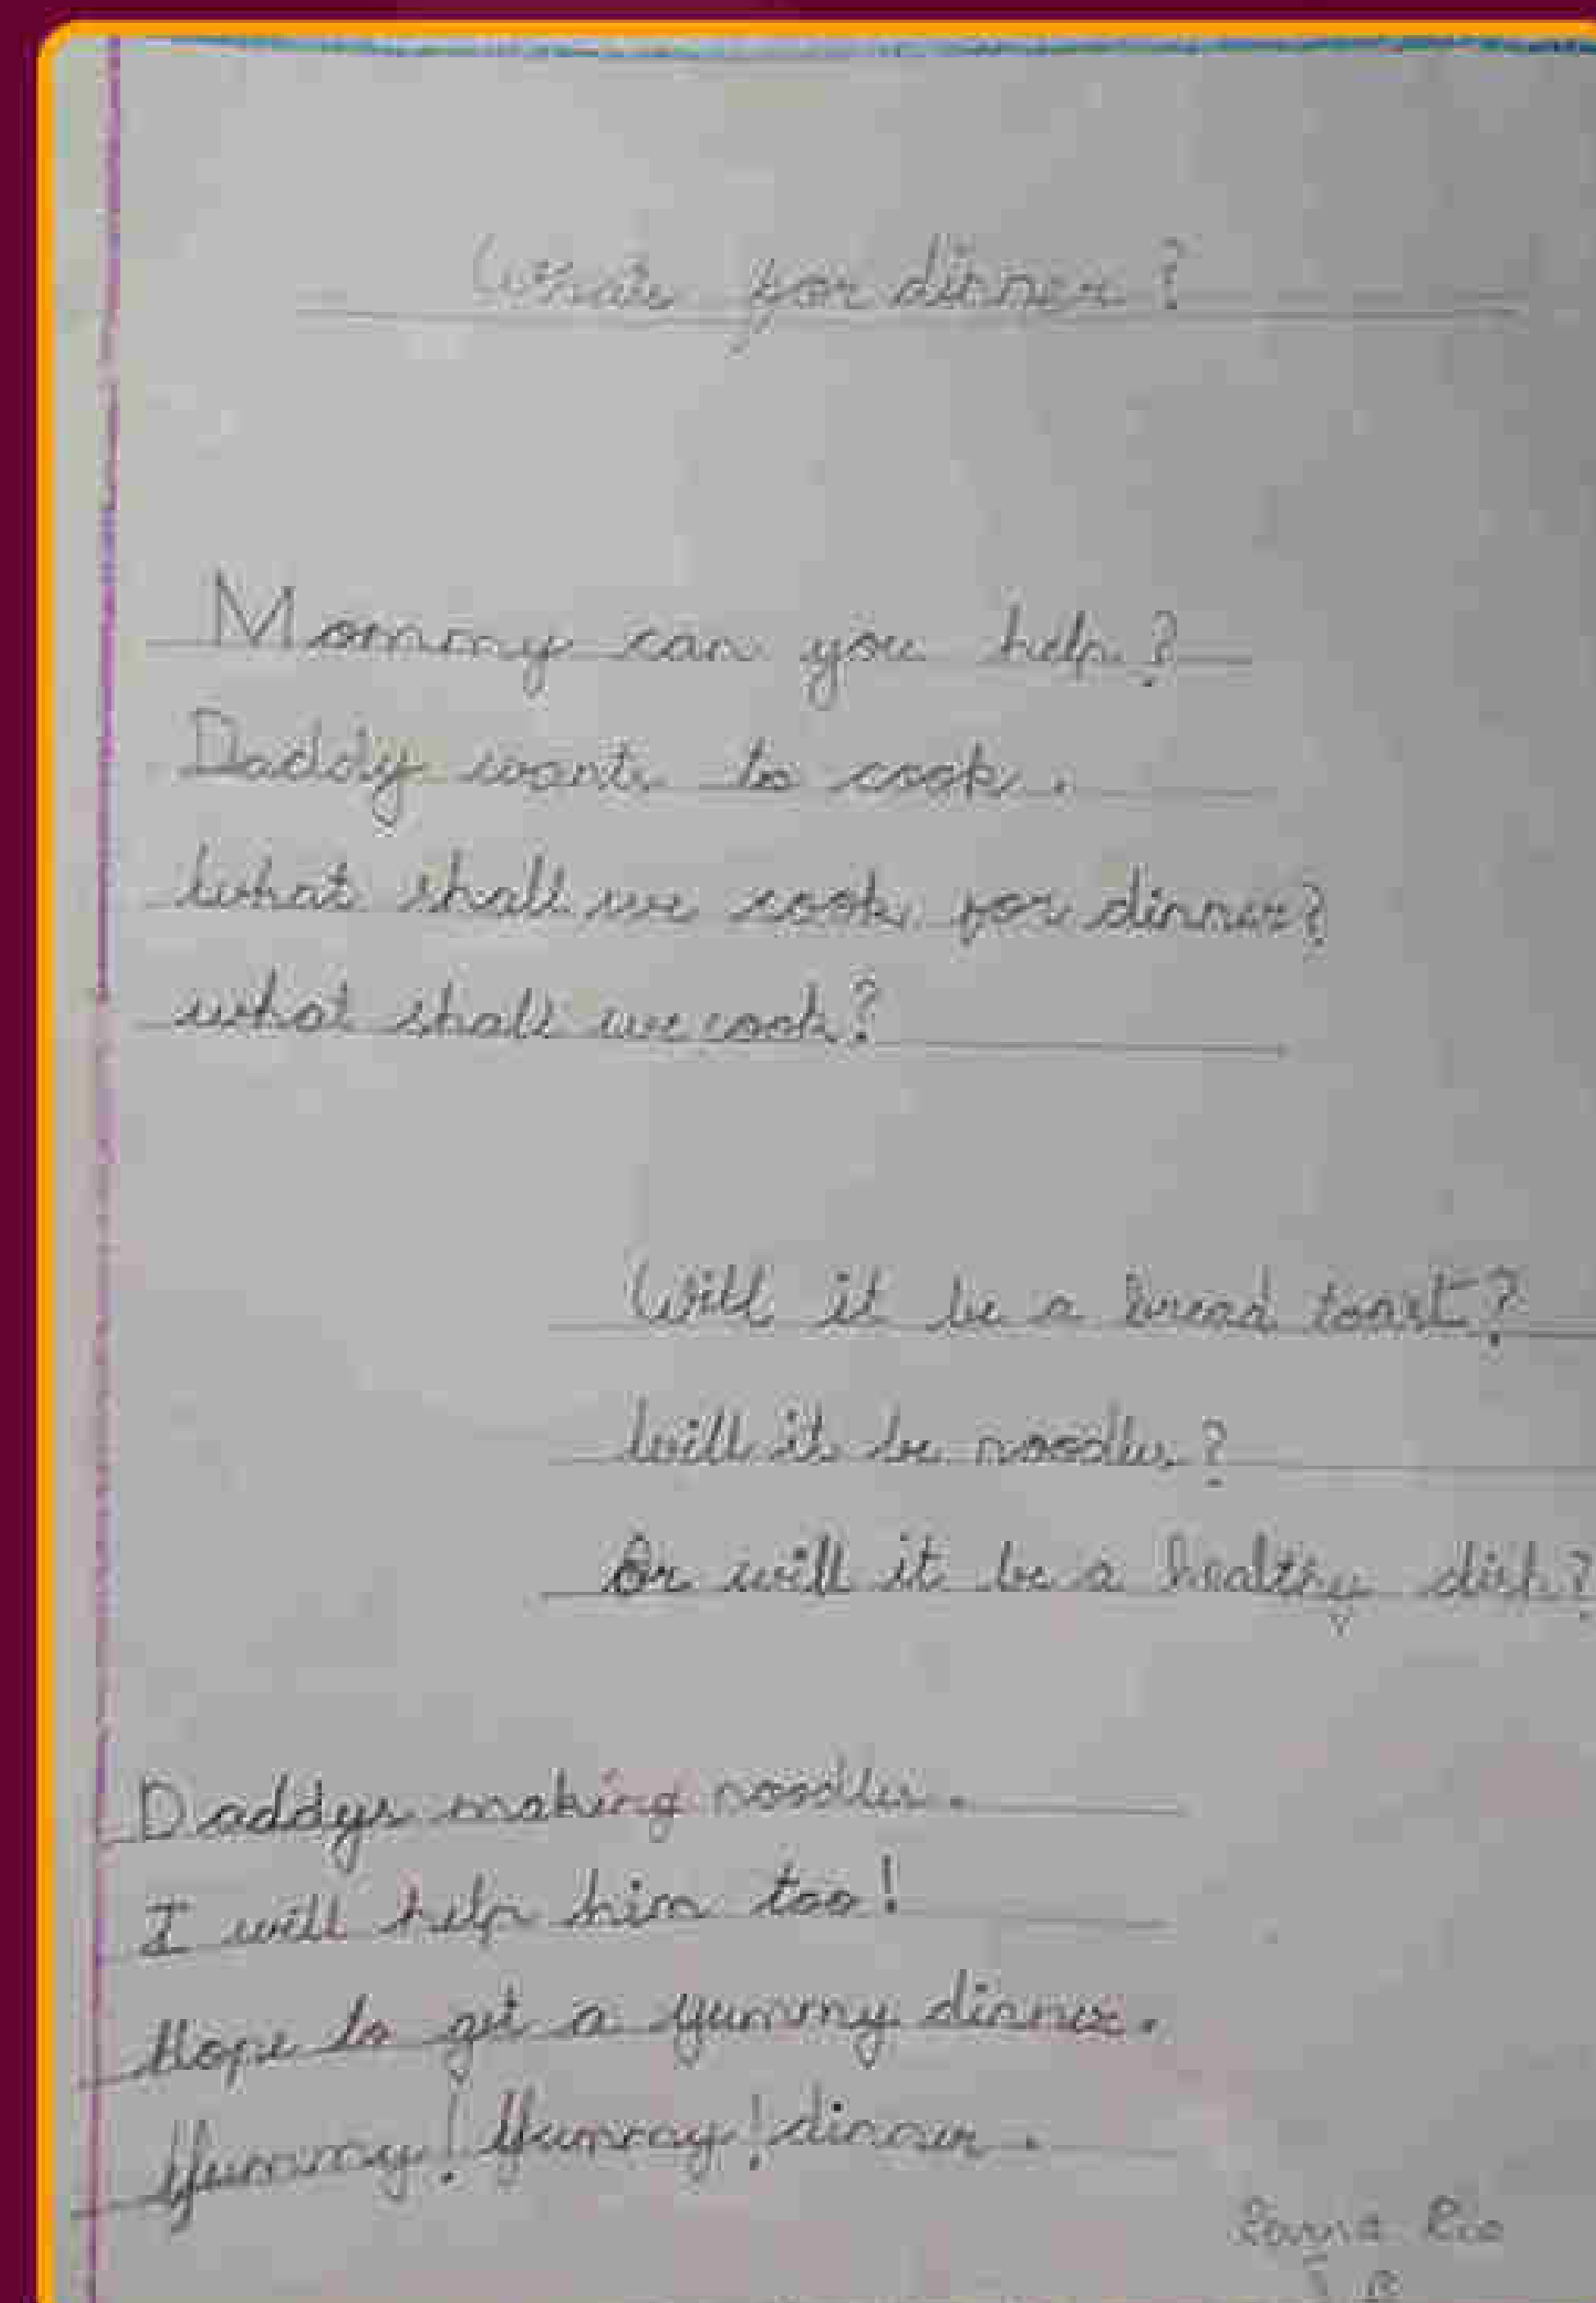 Whats for dinner?
Mommy can you help?
Daddy wants to cook.
What shall we cook for dinner?
what shall we cook?
Will it be a bread toast?
Will it be noodles?
Or will it be a healthy dish?
Daddys making noodles.
I will help him too!
Hope to get a yummy dinner.
Yummy! Yummy! dinner.